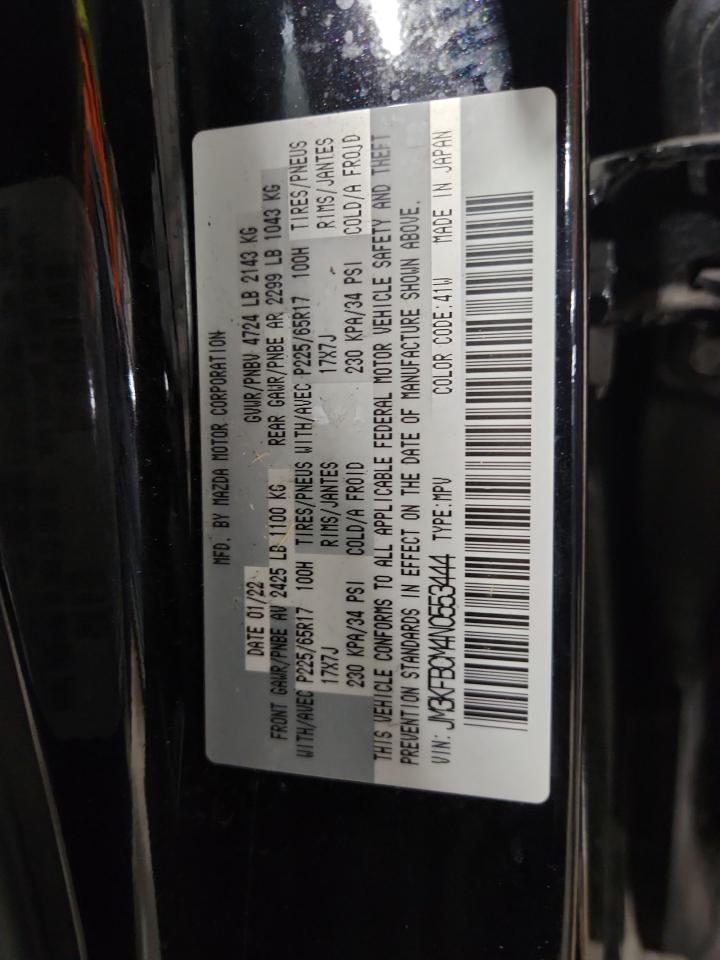 MFD. BY MAZDA MOTOR CORPORATION
DATE 01/22 GVWR/PNBV 4724 LB 2143 KG
FRONT GAWR/PNBE AV 2425 LB 1100 KG REAR GAWR/PNBE AR 2299 LB 1043 KG
WITH/AVEC P225/65R17 100H TIRES/PNEUS WITH/AVEC P225/65R17 100H TIRES/PNEUS
17X7J RIMS/JANTES 17X7J RIMS/JANTES
230 KPA/34 PSI COLD/A FROID 230 KPA/34 PSI COLD/A FROID
THIS VEHICLE CONFORMS TO ALL APPLICABLE FEDERAL MOTOR VEHICLE SAFETY AND THEFT
PREVENTION STANDARDS IN EFFECT ON THE DATE OF MANUFACTURE SHOWN ABOVE.
VIN: JM3KFBCM4N0553444 TYPE:MPV COLOR CODE:41W MADE IN JAPAN